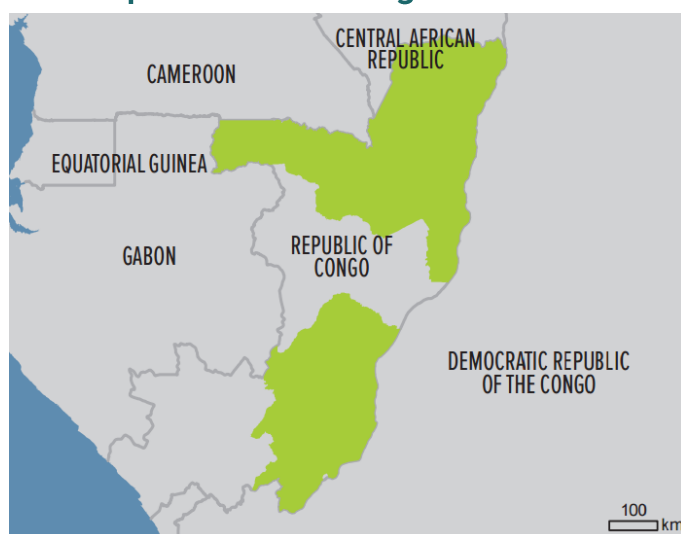 CENTRAL AFRICAN
REPUBLIC
CAMEROON
EQUATORIAL GUINEA
GABON
REPUBLIC OF
CONGO
DEMOCRATIC REPUBLIC
OF THE CONGO
100
km